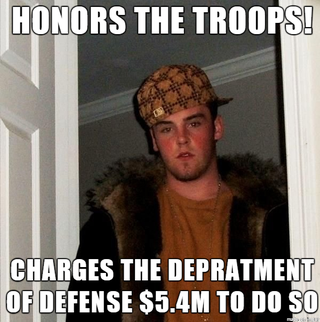 HONORS THE TROOPS!
CHARGES THE DEPRATMENT
OF DEFENSE $5.4M TO DO SO